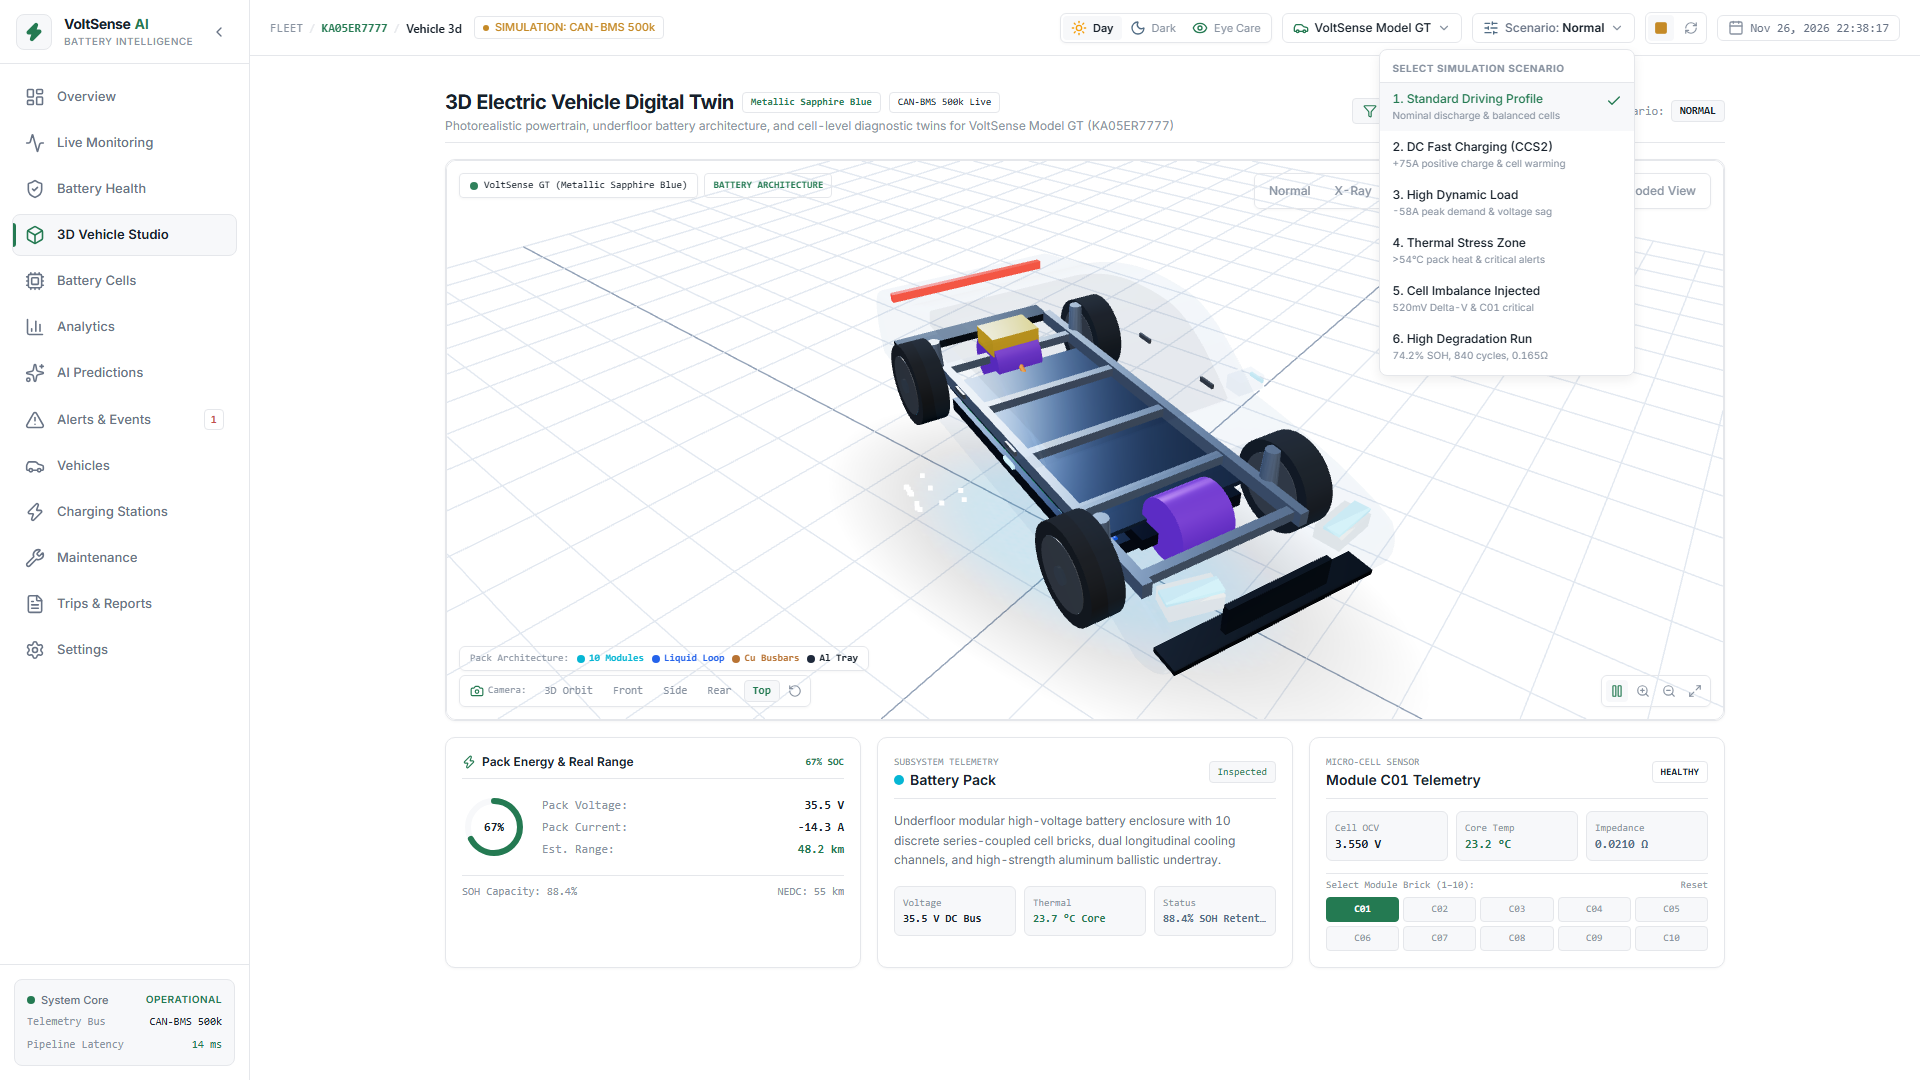 VoltSense AI
BATTERY INTELLIGENCE
Overview
Live Monitoring
Battery Health
3D Vehicle Studio
Battery Cells
Analytics
AI Predictions
Alerts & Events 1
Vehicles
Charging Stations
Maintenance
Trips & Reports
Settings
System Core OPERATIONAL
Telemetry Bus CAN-BMS 500k
Pipeline Latency 14 ms
FLEET / KA05ER7777 / Vehicle 3d SIMULATION: CAN-BMS 500k
Day Dark Eye Care VoltSense Model GT Scenario: Normal Nov 26, 2026 22:38:17
SELECT SIMULATION SCENARIO
1. Standard Driving Profile
Nominal discharge & balanced cells
2. DC Fast Charging (CCS2)
+75A positive charge & cell warming
3. High Dynamic Load
-58A peak demand & voltage sag
4. Thermal Stress Zone
>54°C pack heat & critical alerts
5. Cell Imbalance Injected
520mV Delta-V & C01 critical
6. High Degradation Run
74.2% SOH, 840 cycles, 0.165Ω
3D Electric Vehicle Digital Twin Metallic Sapphire Blue CAN-BMS 500k Live
Photorealistic powertrain, underfloor battery architecture, and cell-level diagnostic twins for VoltSense Model GT (KA05ER7777)
ario: NORMAL
VoltSense GT (Metallic Sapphire Blue) BATTERY ARCHITECTURE
Normal X-Ray oded View
Pack Architecture: 10 Modules Liquid Loop Cu Busbars Al Tray
Camera: 3D Orbit Front Side Rear Top
Pack Energy & Real Range 67% SOC
67%
Pack Voltage: 35.5 V
Pack Current: -14.3 A
Est. Range: 48.2 km
SOH Capacity: 88.4% NEDC: 55 km
SUBSYSTEM TELEMETRY
Battery Pack Inspected
Underfloor modular high-voltage battery enclosure with 10
discrete series-coupled cell bricks, dual longitudinal cooling
channels, and high-strength aluminum ballistic undertray.
Voltage Thermal Status
35.5 V DC Bus 23.7 °C Core 88.4% SOH Retent…
MICRO-CELL SENSOR
Module C01 Telemetry HEALTHY
Cell OCV Core Temp Impedance
3.550 V 23.2 °C 0.0210 Ω
Select Module Brick (1-10): Reset
C01 C02 C03 C04 C05
C06 C07 C08 C09 C10